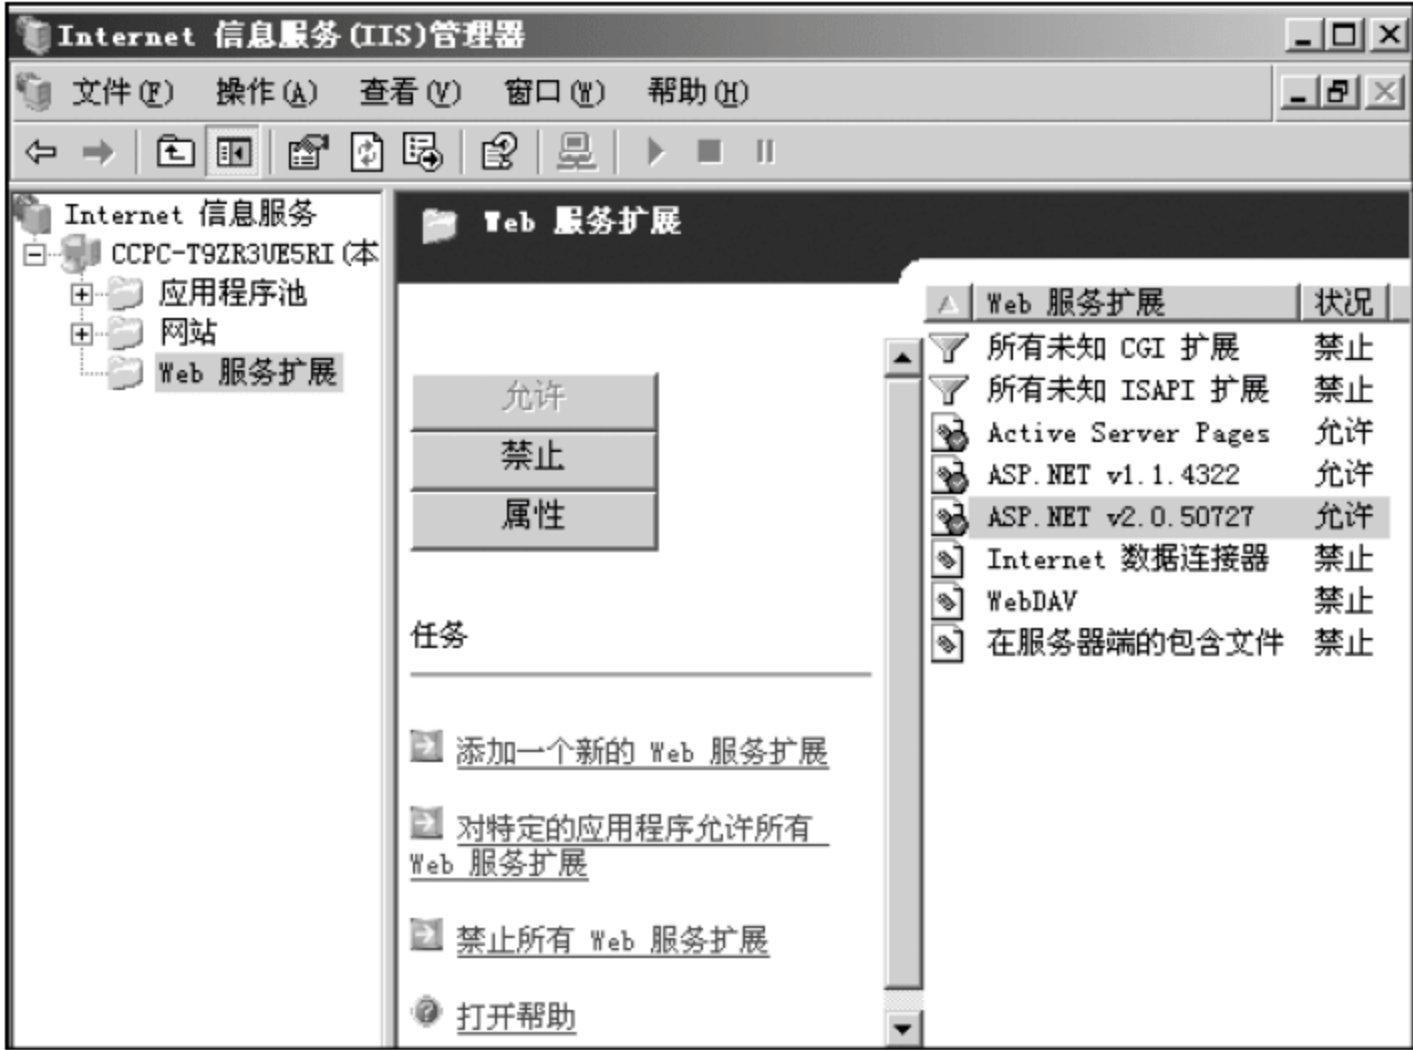 Internet 信息服务(IIS)管理器
文件(F) 操作(A) 查看(V) 窗口(W) 帮助(H)
Internet 信息服务
CCPC-T9ZR3UE5RI(本
应用程序池
网站
Web 服务扩展
Web 服务扩展
允许
禁止
属性
任务
添加一个新的 Web 服务扩展
对特定的应用程序允许所有
Web 服务扩展
禁止所有 Web 服务扩展
打开帮助
Web 服务扩展 状况
所有未知 CGI 扩展 禁止
所有未知 ISAPI 扩展 禁止
Active Server Pages 允许
ASP.NET v1.1.4322 允许
ASP.NET v2.0.50727 允许
Internet 数据连接器 禁止
WebDAV 禁止
在服务器端的包含文件 禁止